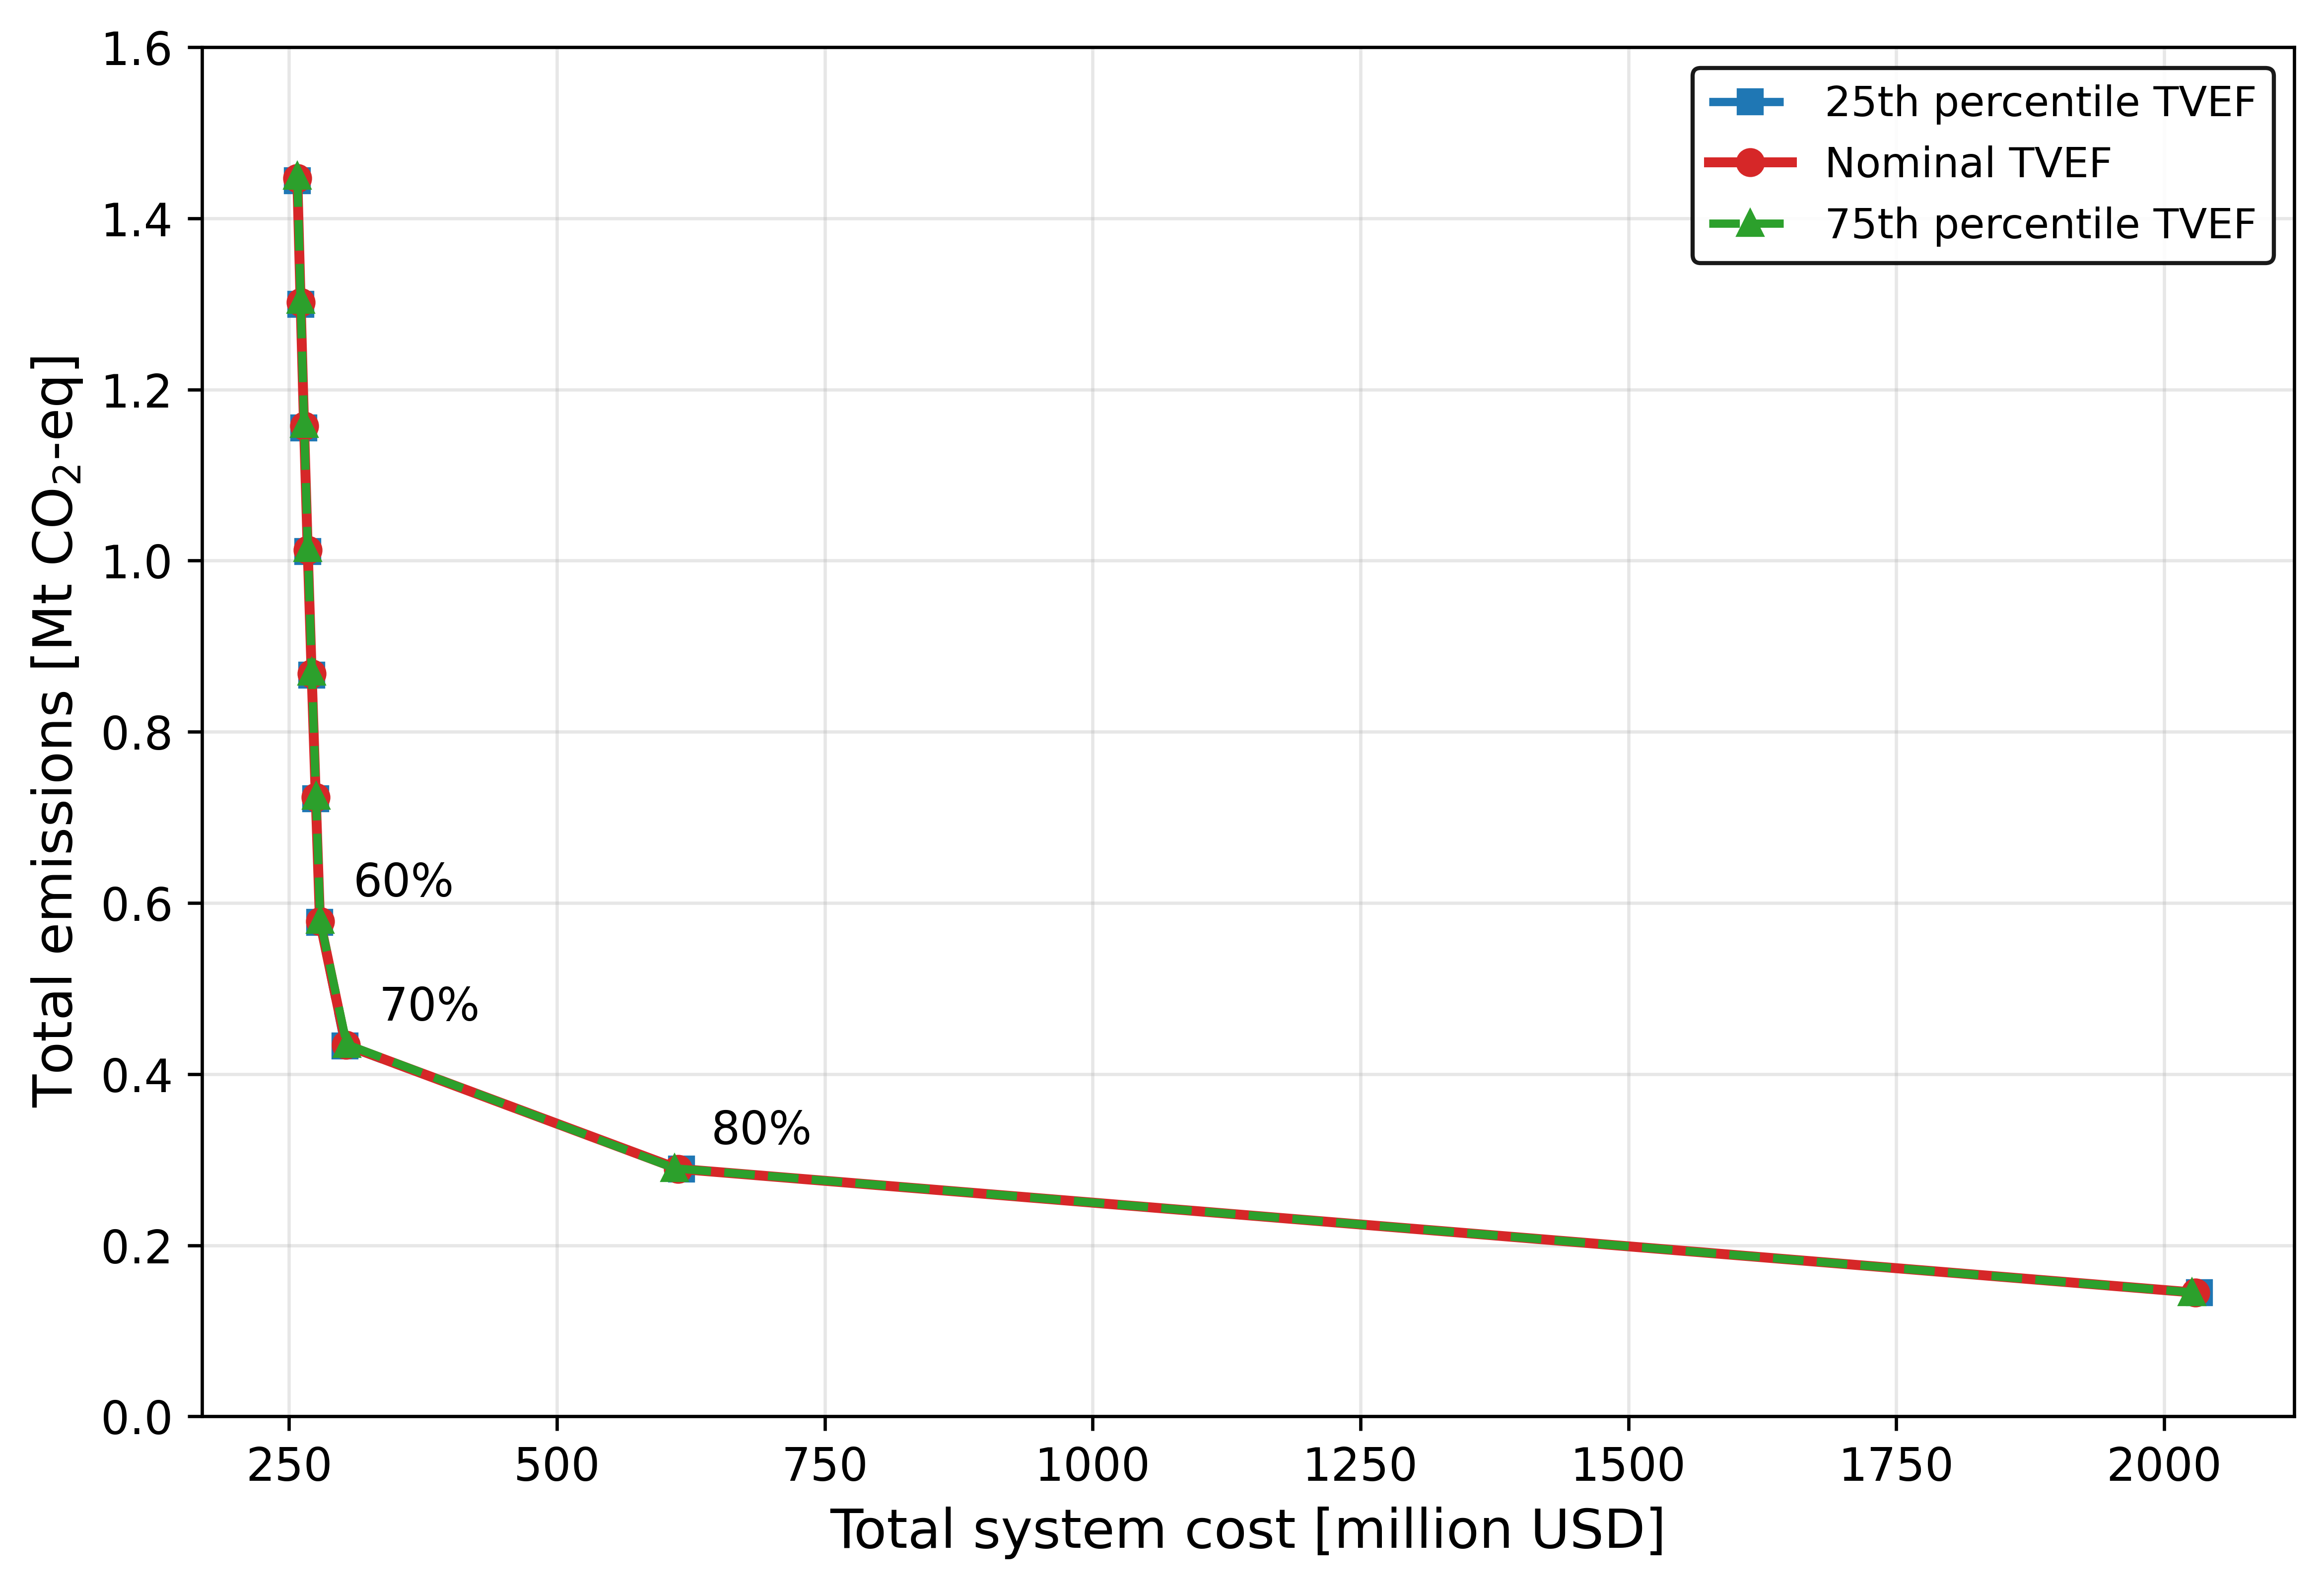 1.6
1.4
1.2
1.0
0.8
0.6
0.4
0.2
0.0
Total emissions [Mt CO₂-eq]
25th percentile TVEF
Nominal TVEF
75th percentile TVEF
60%
70%
80%
250 500 750 1000 1250 1500 1750 2000
Total system cost [million USD]